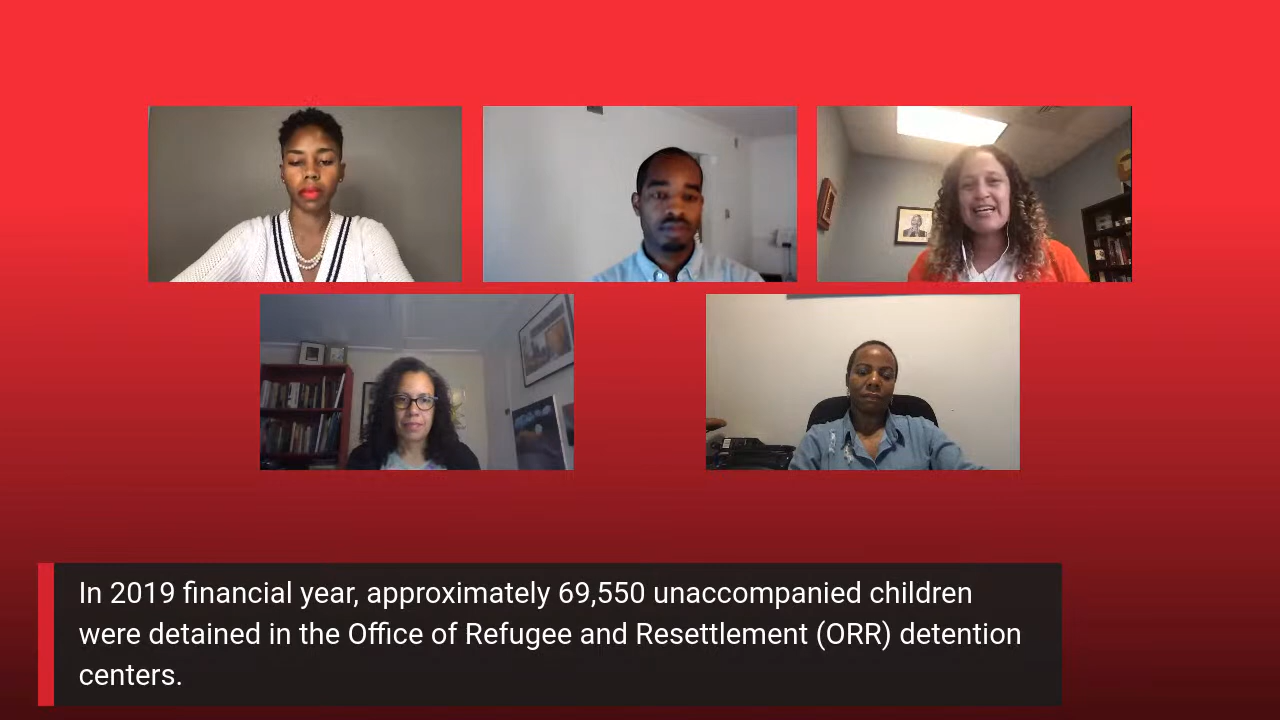 In 2019 financial year, approximately 69,550 unaccompanied children
were detained in the Office of Refugee and Resettlement (ORR) detention
centers.